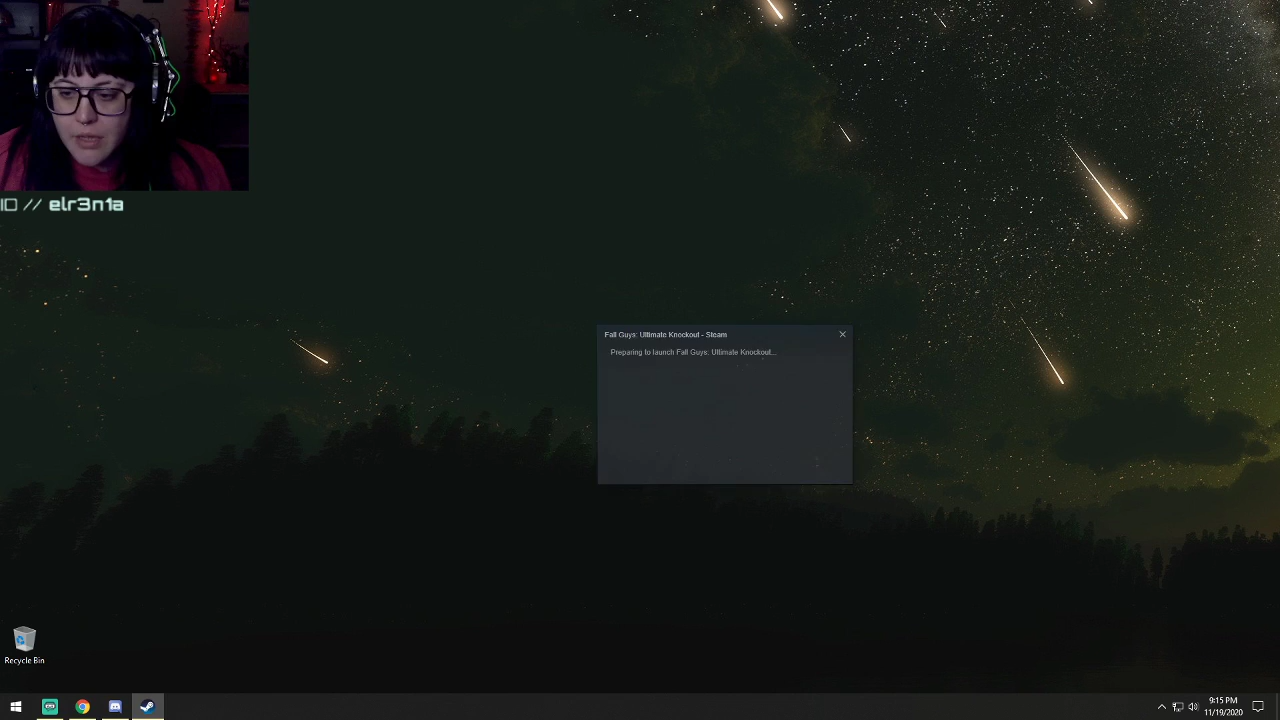 ID // elr3n1a
Fall Guys: Ultimate Knockout - Steam
Preparing to launch Fall Guys: Ultimate Knockout...
Recycle Bin
9:15 PM
11/19/2020